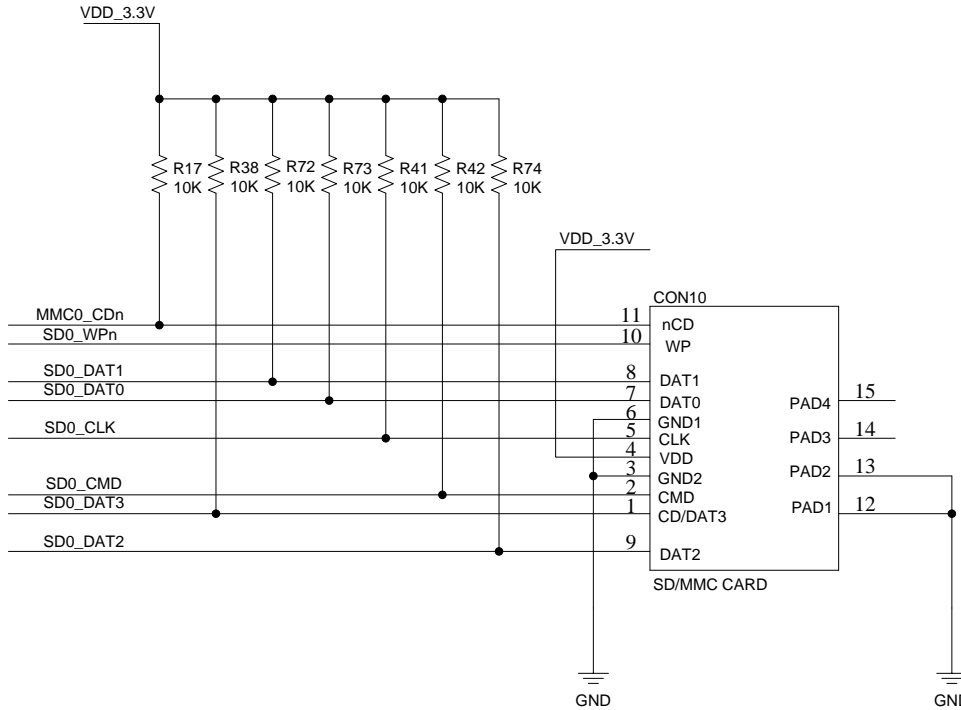 VDD_3.3V
R17 R38 R72 R73 R41 R42 R74
10K 10K 10K 10K 10K 10K 10K
VDD_3.3V
CON10
MMC0_CDn 11 nCD
SD0_WPn 10 WP
SD0_DAT1 8 DAT1
SD0_DAT0 7 DAT0
6 GND1
SD0_CLK 5 CLK
4 VDD
3 GND2
SD0_CMD 2 CMD
SD0_DAT3 1 CD/DAT3
SD0_DAT2 9 DAT2
PAD4 15
PAD3 14
PAD2 13
PAD1 12
SD/MMC CARD
GND
GND